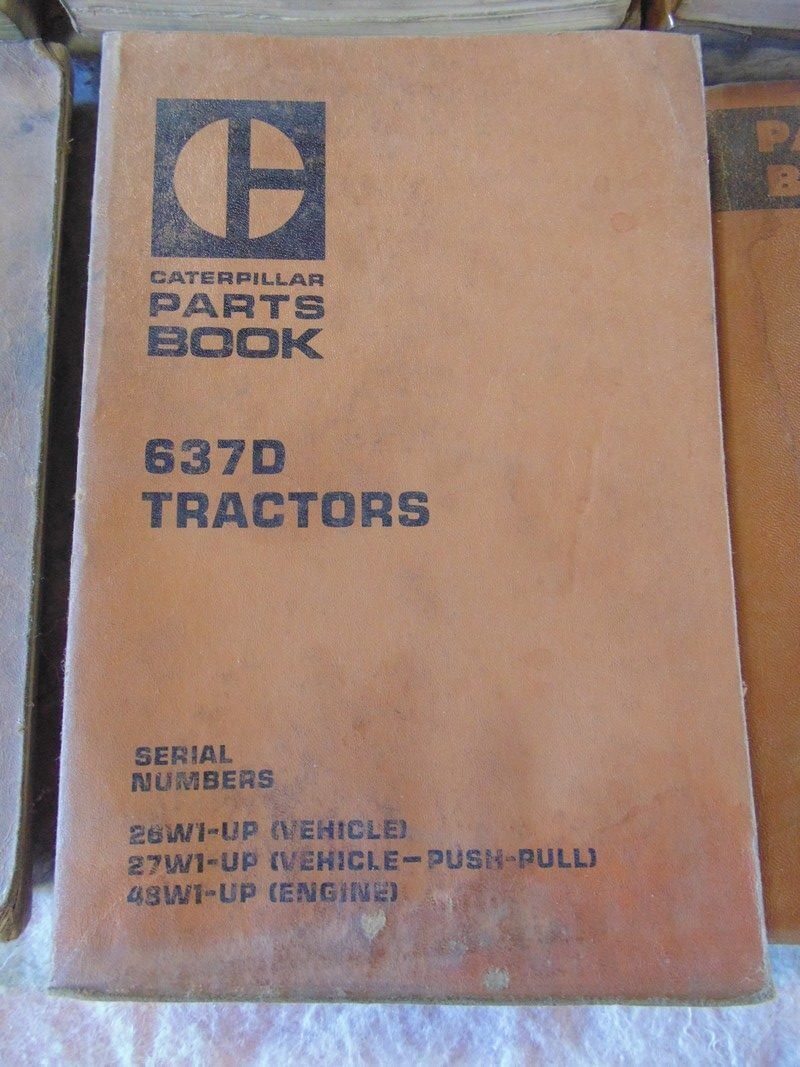 CATERPILLAR
PARTS
BOOK
637D
TRACTORS
SERIAL
NUMBERS
26W1-UP (VEHICLE)
27W1-UP (VEHICLE-PUSH-PULL)
48W1-UP (ENGINE)